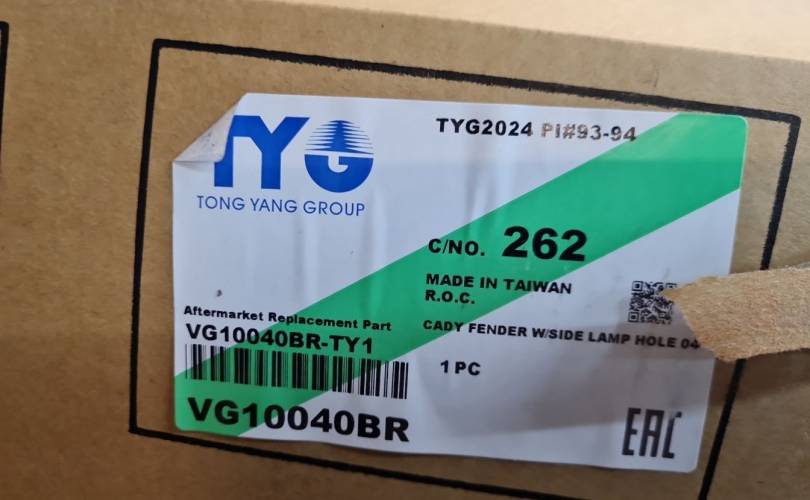 TYG
TONG YANG GROUP
TYG2024 PI#93-94
C/NO. 262
MADE IN TAIWAN
R.O.C.
CADY FENDER W/SIDE LAMP HOLE 04
1 PC
Aftermarket Replacement Part
VG10040BR-TY1
VG10040BR
EAC